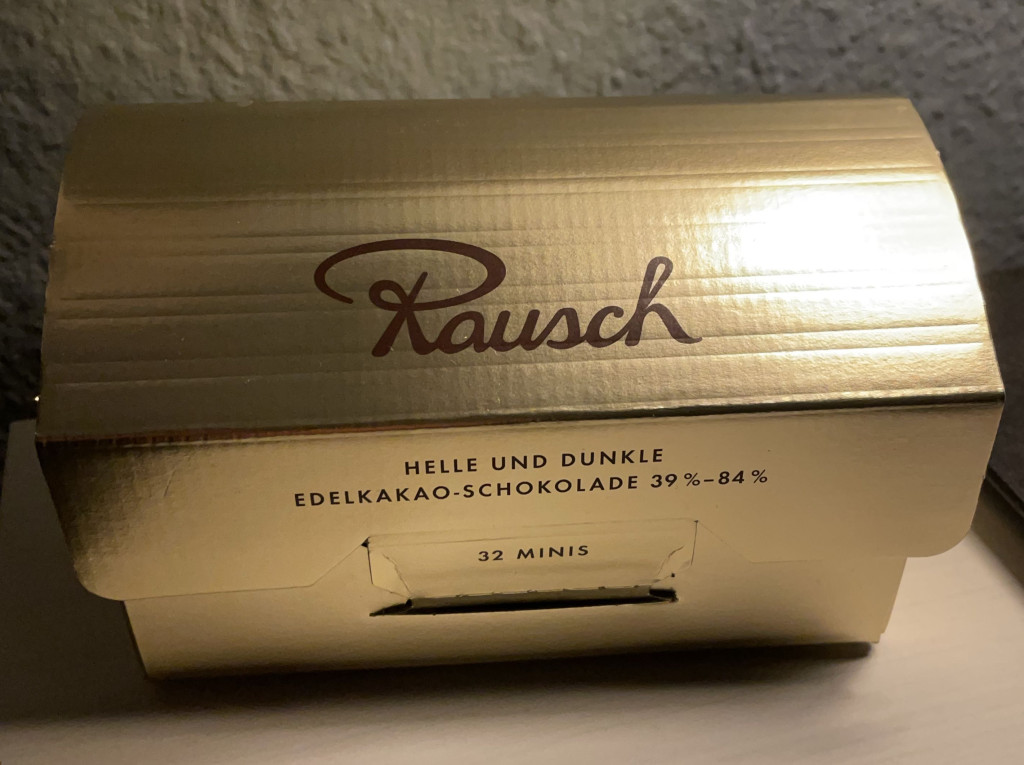 Rausch
HELLE UND DUNKLE
EDELKAKAO-SCHOKOLADE 39 %–84 %
32 MINIS